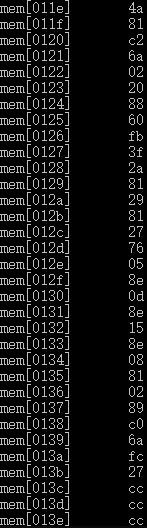 mem[011e] 4a
mem[011f] 81
mem[0120] c2
mem[0121] 6a
mem[0122] 02
mem[0123] 20
mem[0124] 88
mem[0125] 60
mem[0126] fb
mem[0127] 3f
mem[0128] 2a
mem[0129] 81
mem[012a] 29
mem[012b] 81
mem[012c] 27
mem[012d] 76
mem[012e] 05
mem[012f] 8e
mem[0130] 0d
mem[0131] 8e
mem[0132] 15
mem[0133] 8e
mem[0134] 08
mem[0135] 81
mem[0136] 02
mem[0137] 89
mem[0138] c0
mem[0139] 6a
mem[013a] fc
mem[013b] 27
mem[013c] cc
mem[013d] cc
mem[013e] cc